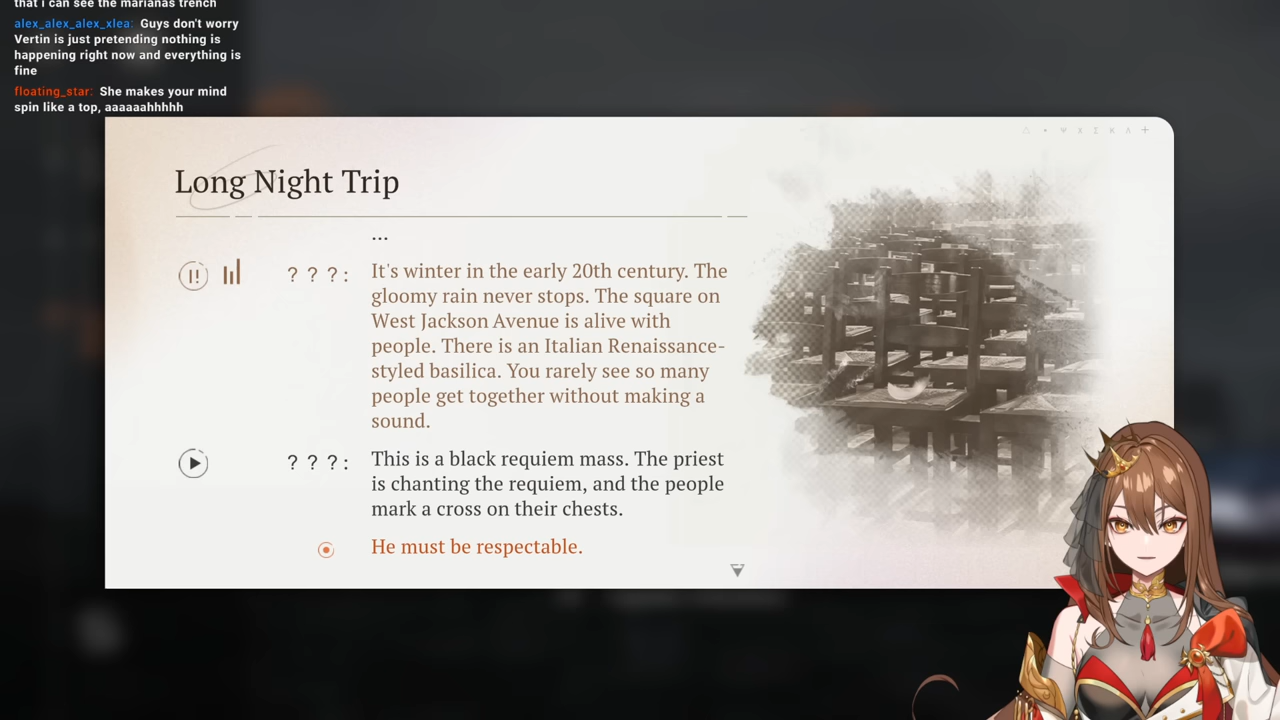 that i can see the marianas trench
alex_alex_alex_xlea: Guys don't worry
Vertin is just pretending nothing is
happening right now and everything is
fine
floating_star: She makes your mind
spin like a top, aaaaaahhhhh
Long Night Trip
...
? ? ?: It's winter in the early 20th century. The
gloomy rain never stops. The square on
West Jackson Avenue is alive with
people. There is an Italian Renaissance-
styled basilica. You rarely see so many
people get together without making a
sound.
? ? ?: This is a black requiem mass. The priest
is chanting the requiem, and the people
mark a cross on their chests.
He must be respectable.